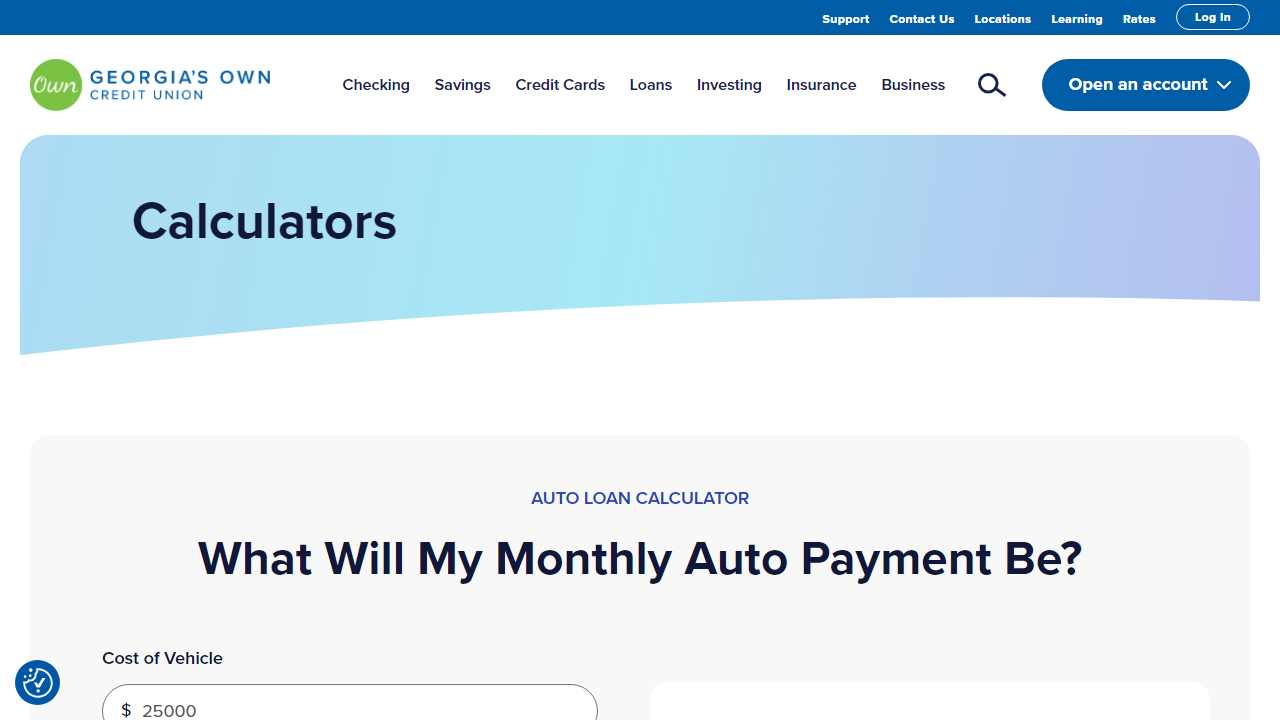 Support Contact Us Locations Learning Rates Log In
Own GEORGIA'S OWN
CREDIT UNION
Checking Savings Credit Cards Loans Investing Insurance Business Open an account
Calculators
AUTO LOAN CALCULATOR
What Will My Monthly Auto Payment Be?
Cost of Vehicle
$ 25000